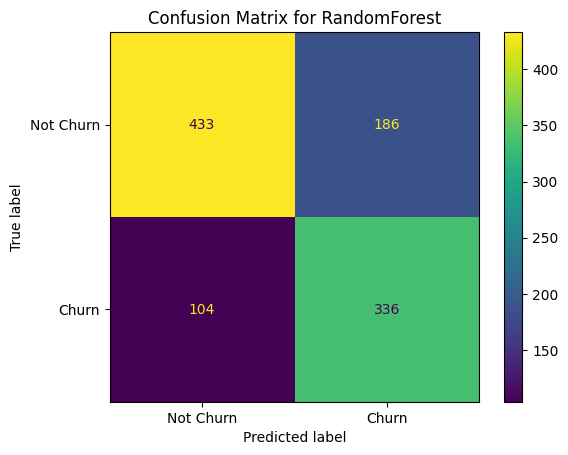 Confusion Matrix for RandomForest
True label
Not Churn
Churn
433
186
104
336
Not Churn
Churn
Predicted label
400
350
300
250
200
150